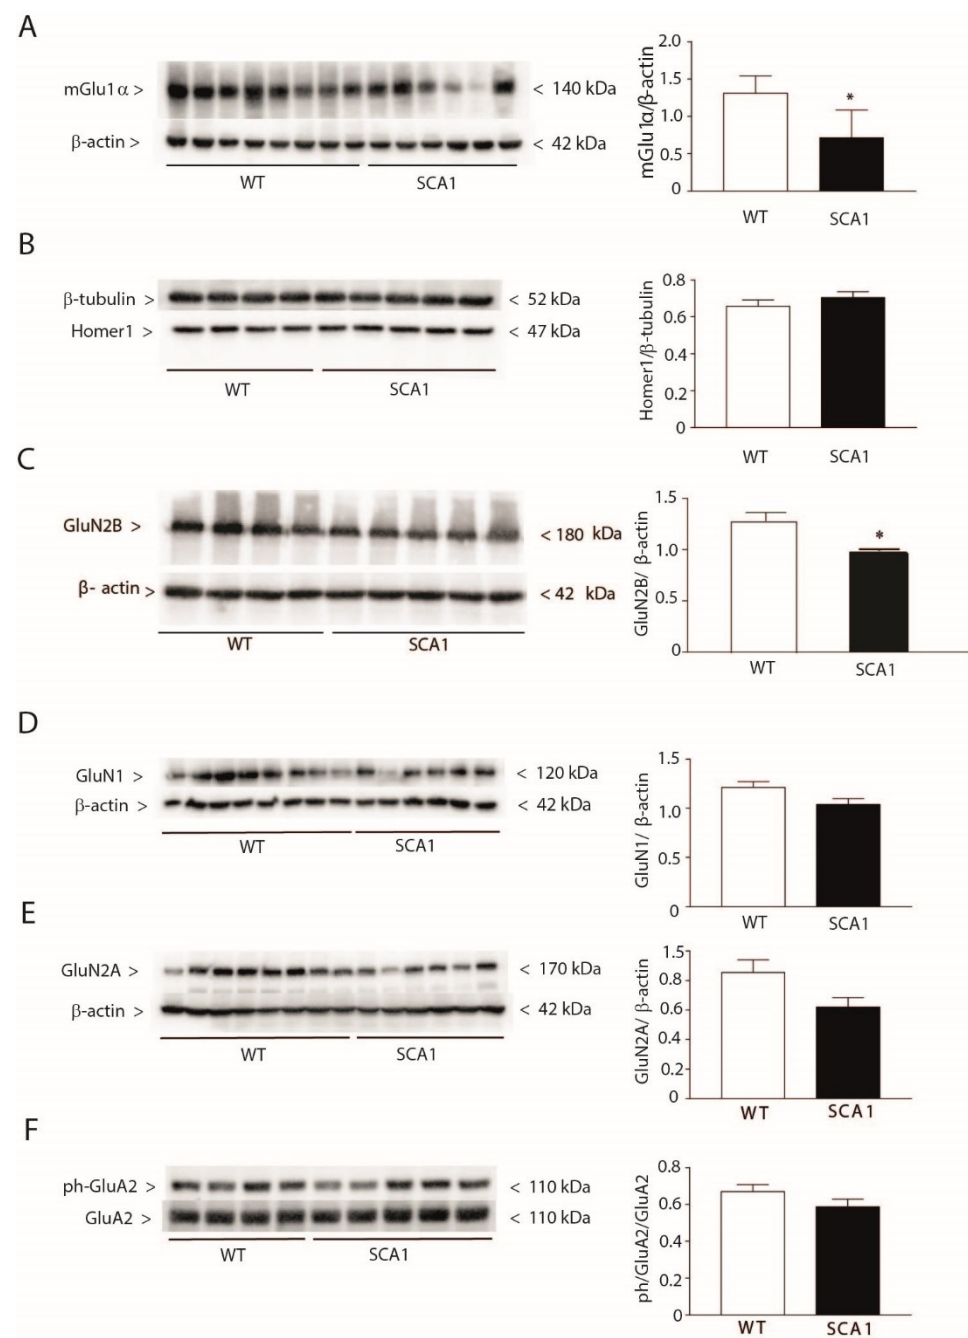 A
mGlu1α >
< 140 kDa
β-actin >
< 42 kDa
WT
SCA1
mGlu1α/β-actin
2.0
1.5
1.0
0.5
0
*
WT
SCA1
B
β-tubulin >
< 52 kDa
Homer1 >
< 47 kDa
WT
SCA1
Homer1/β-tubulin
0.8
0.6
0.4
0.2
0
WT
SCA1
C
GluN2B >
< 180 kDa
β- actin >
< 42 kDa
WT
SCA1
GluN2B/ β-actin
1.5
1.0
0.5
0
*
WT
SCA1
D
GluN1 >
< 120 kDa
β-actin >
< 42 kDa
WT
SCA1
GluN1/ β-actin
1.5
1.0
0.5
0
WT
SCA1
E
GluN2A >
< 170 kDa
β-actin >
< 42 kDa
WT
SCA1
GluN2A/ β-actin
1.5
0.8
0.6
0.4
0.2
0
WT
SCA1
F
ph-GluA2 >
< 110 kDa
GluA2 >
< 110 kDa
WT
SCA1
ph/GluA2/GluA2
0.8
0.6
0.4
0.2
0
WT
SCA1